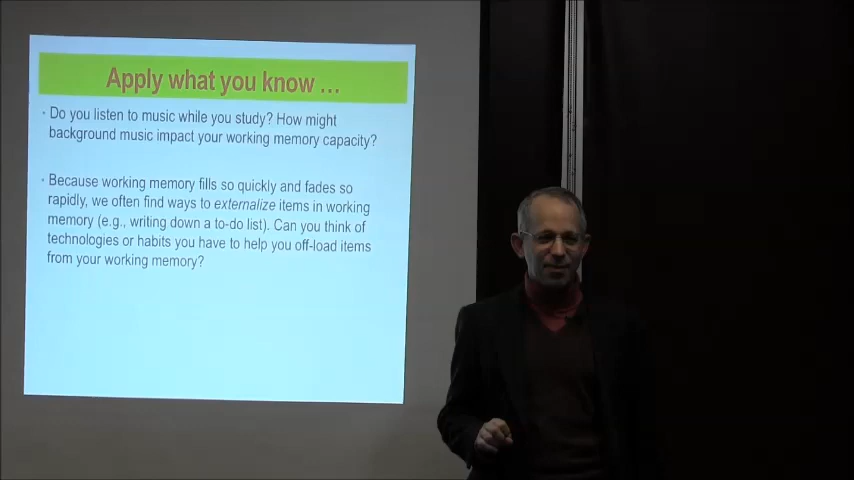 Apply what you know …
· Do you listen to music while you study? How might
background music impact your working memory capacity?
· Because working memory fills so quickly and fades so
rapidly, we often find ways to externalize items in working
memory (e.g., writing down a to-do list). Can you think of
technologies or habits you have to help you off-load items
from your working memory?